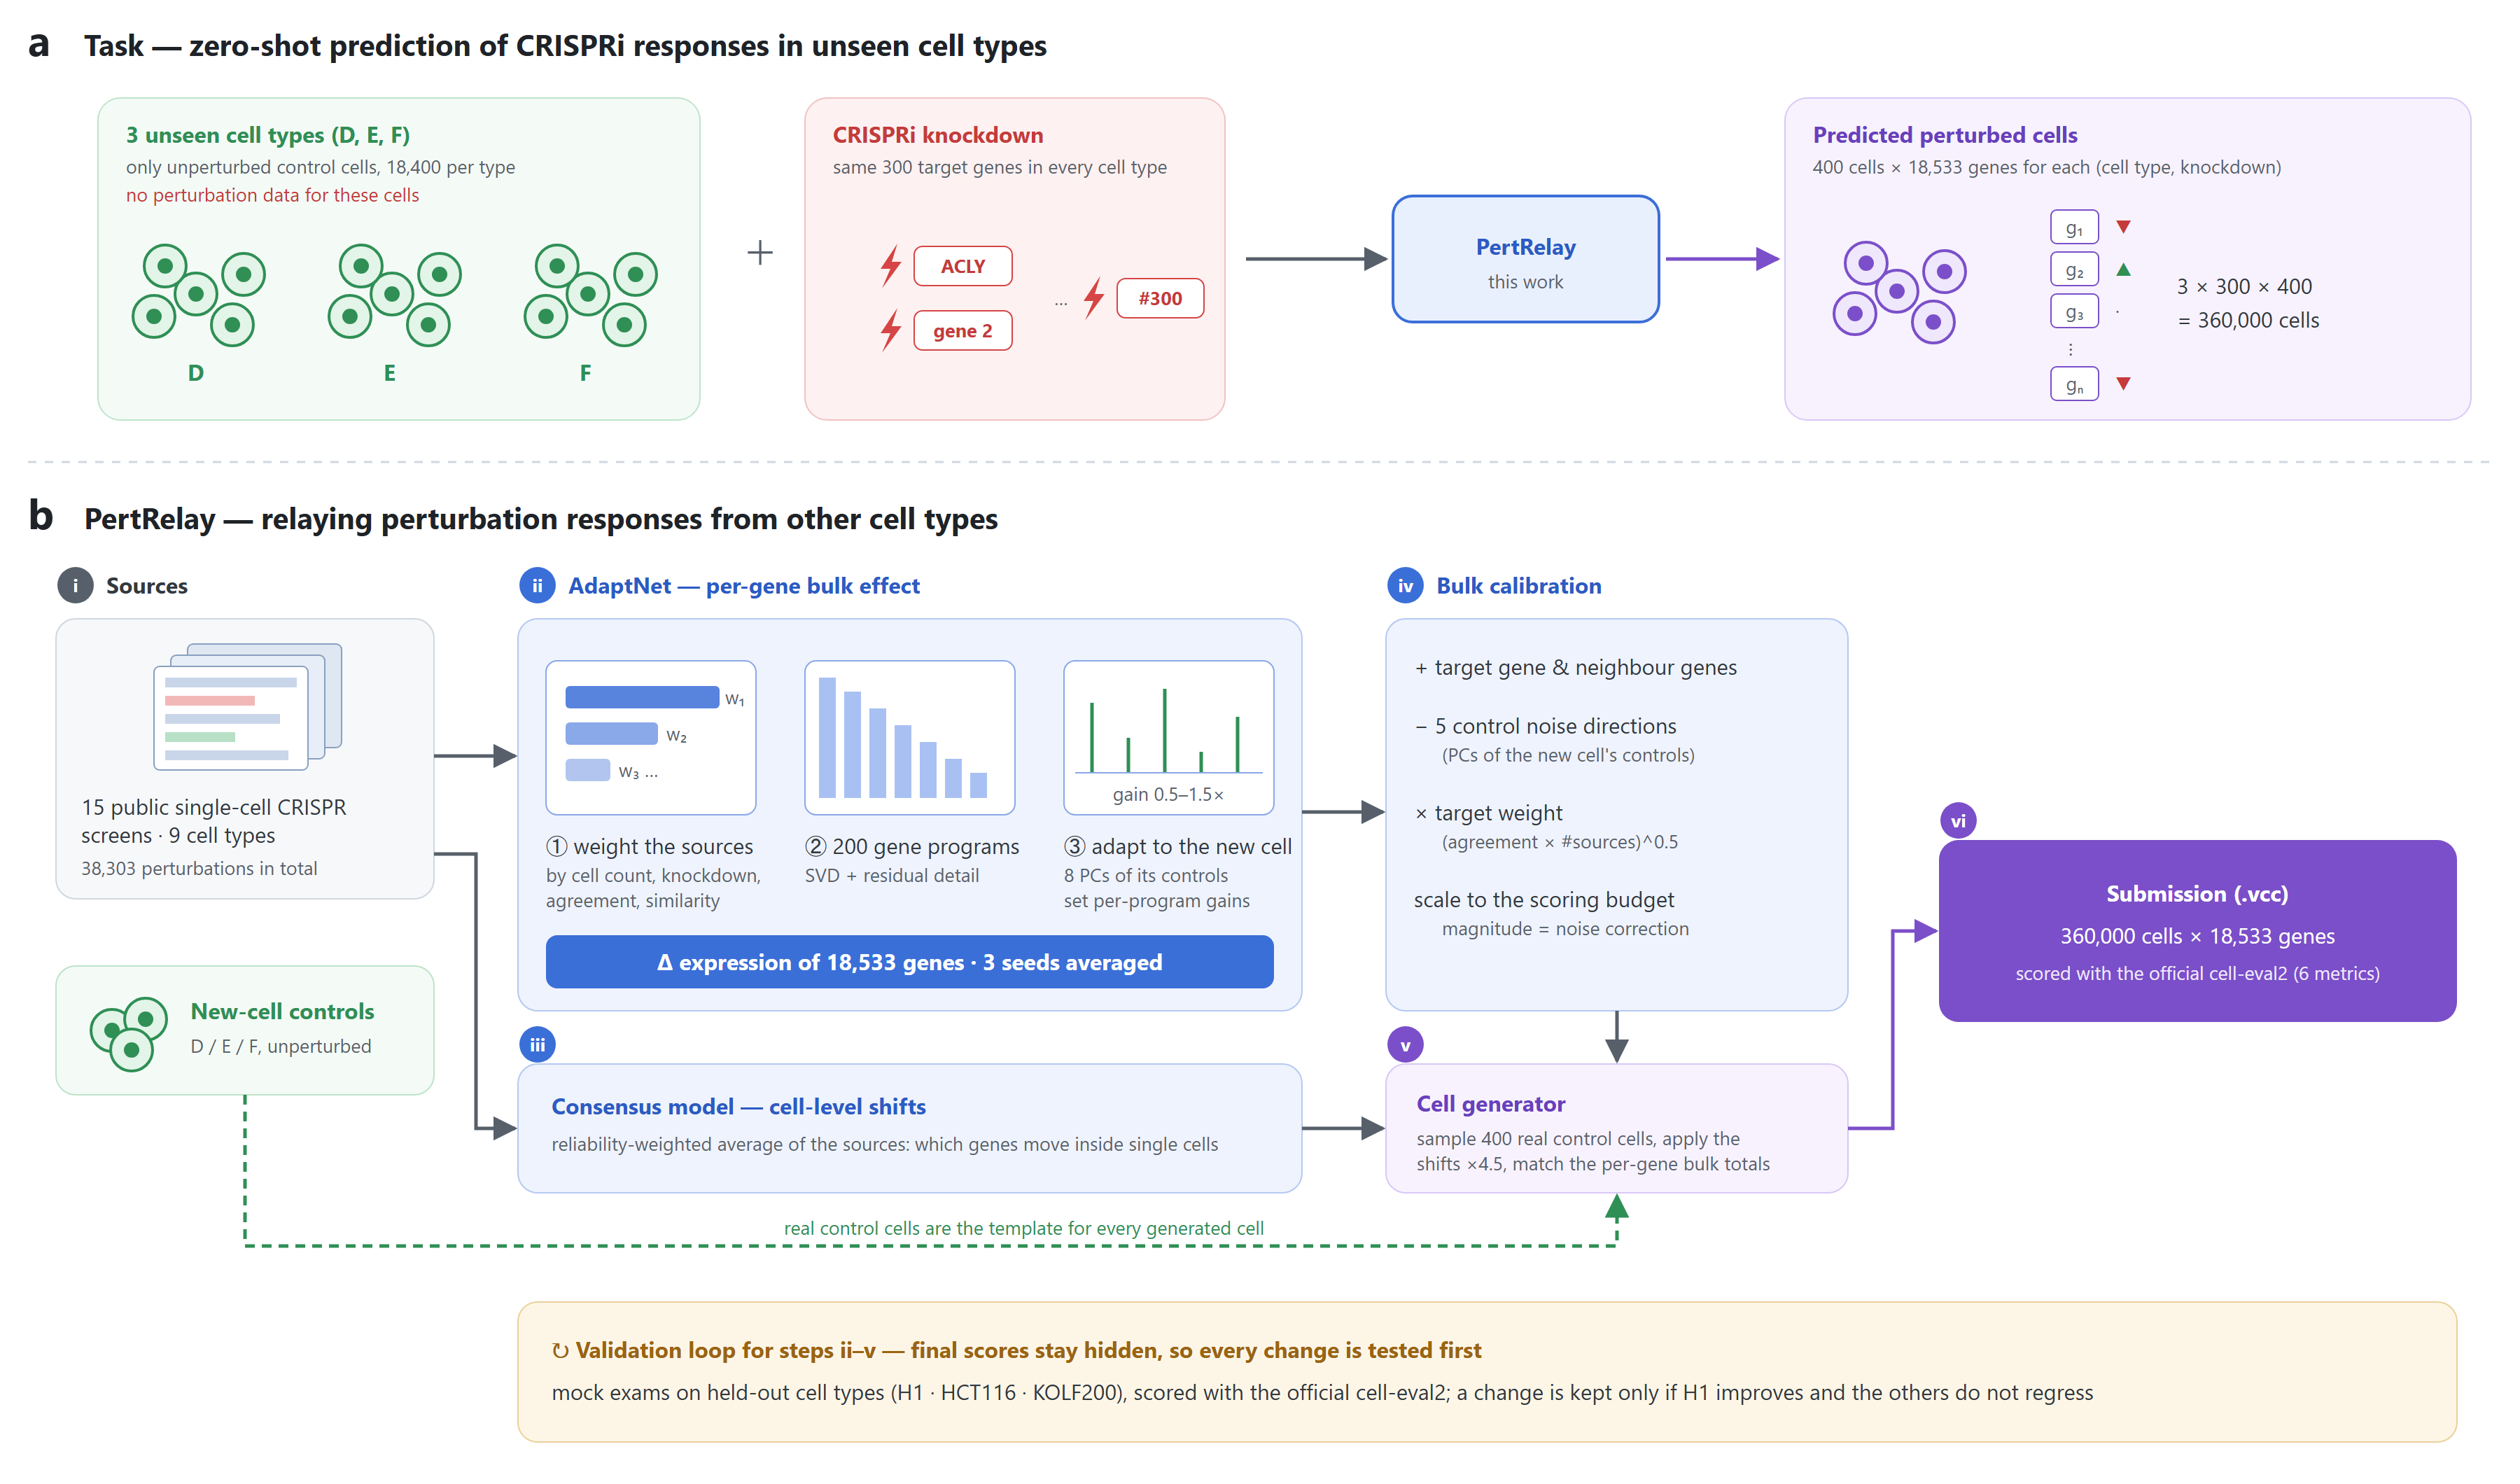 a Task — zero-shot prediction of CRISPRi responses in unseen cell types
3 unseen cell types (D, E, F)
only unperturbed control cells, 18,400 per type
no perturbation data for these cells
D
E
F
+
CRISPRi knockdown
same 300 target genes in every cell type
ACLY
gene 2
...
#300
PertRelay
this work
Predicted perturbed cells
400 cells × 18,533 genes for each (cell type, knockdown)
g₁ ▼
g₂ ▲
g₃ ·
⋮
gₙ ▼
3 × 300 × 400
= 360,000 cells
b PertRelay — relaying perturbation responses from other cell types
i Sources
15 public single-cell CRISPR
screens · 9 cell types
38,303 perturbations in total
New-cell controls
D / E / F, unperturbed
ii AdaptNet — per-gene bulk effect
w₁
w₂
w₃ ...
① weight the sources
by cell count, knockdown,
agreement, similarity
② 200 gene programs
SVD + residual detail
gain 0.5–1.5×
③ adapt to the new cell
8 PCs of its controls
set per-program gains
Δ expression of 18,533 genes · 3 seeds averaged
iii
Consensus model — cell-level shifts
reliability-weighted average of the sources: which genes move inside single cells
iv Bulk calibration
+ target gene & neighbour genes
− 5 control noise directions
(PCs of the new cell's controls)
× target weight
(agreement × #sources)^0.5
scale to the scoring budget
magnitude = noise correction
v
Cell generator
sample 400 real control cells, apply the
shifts ×4.5, match the per-gene bulk totals
real control cells are the template for every generated cell
vi
Submission (.vcc)
360,000 cells × 18,533 genes
scored with the official cell-eval2 (6 metrics)
↻ Validation loop for steps ii–v — final scores stay hidden, so every change is tested first
mock exams on held-out cell types (H1 · HCT116 · KOLF200), scored with the official cell-eval2; a change is kept only if H1 improves and the others do not regress